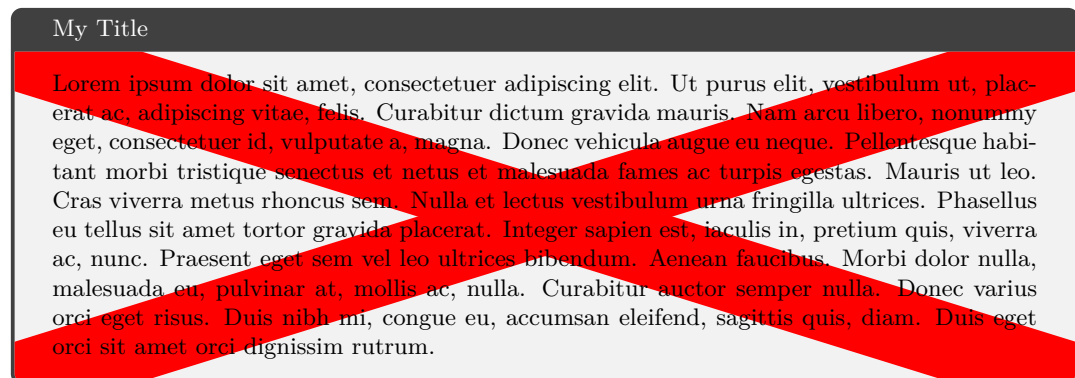 My Title
Lorem ipsum dolor sit amet, consectetuer adipiscing elit. Ut purus elit, vestibulum ut, plac-
erat ac, adipiscing vitae, felis. Curabitur dictum gravida mauris. Nam arcu libero, nonummy
eget, consectetuer id, vulputate a, magna. Donec vehicula augue eu neque. Pellentesque habi-
tant morbi tristique senectus et netus et malesuada fames ac turpis egestas. Mauris ut leo.
Cras viverra metus rhoncus sem. Nulla et lectus vestibulum urna fringilla ultrices. Phasellus
eu tellus sit amet tortor gravida placerat. Integer sapien est, iaculis in, pretium quis, viverra
ac, nunc. Praesent eget sem vel leo ultrices bibendum. Aenean faucibus. Morbi dolor nulla,
malesuada eu, pulvinar at, mollis ac, nulla. Curabitur auctor semper nulla. Donec varius
orci eget risus. Duis nibh mi, congue eu, accumsan eleifend, sagittis quis, diam. Duis eget
orci sit amet orci dignissim rutrum.